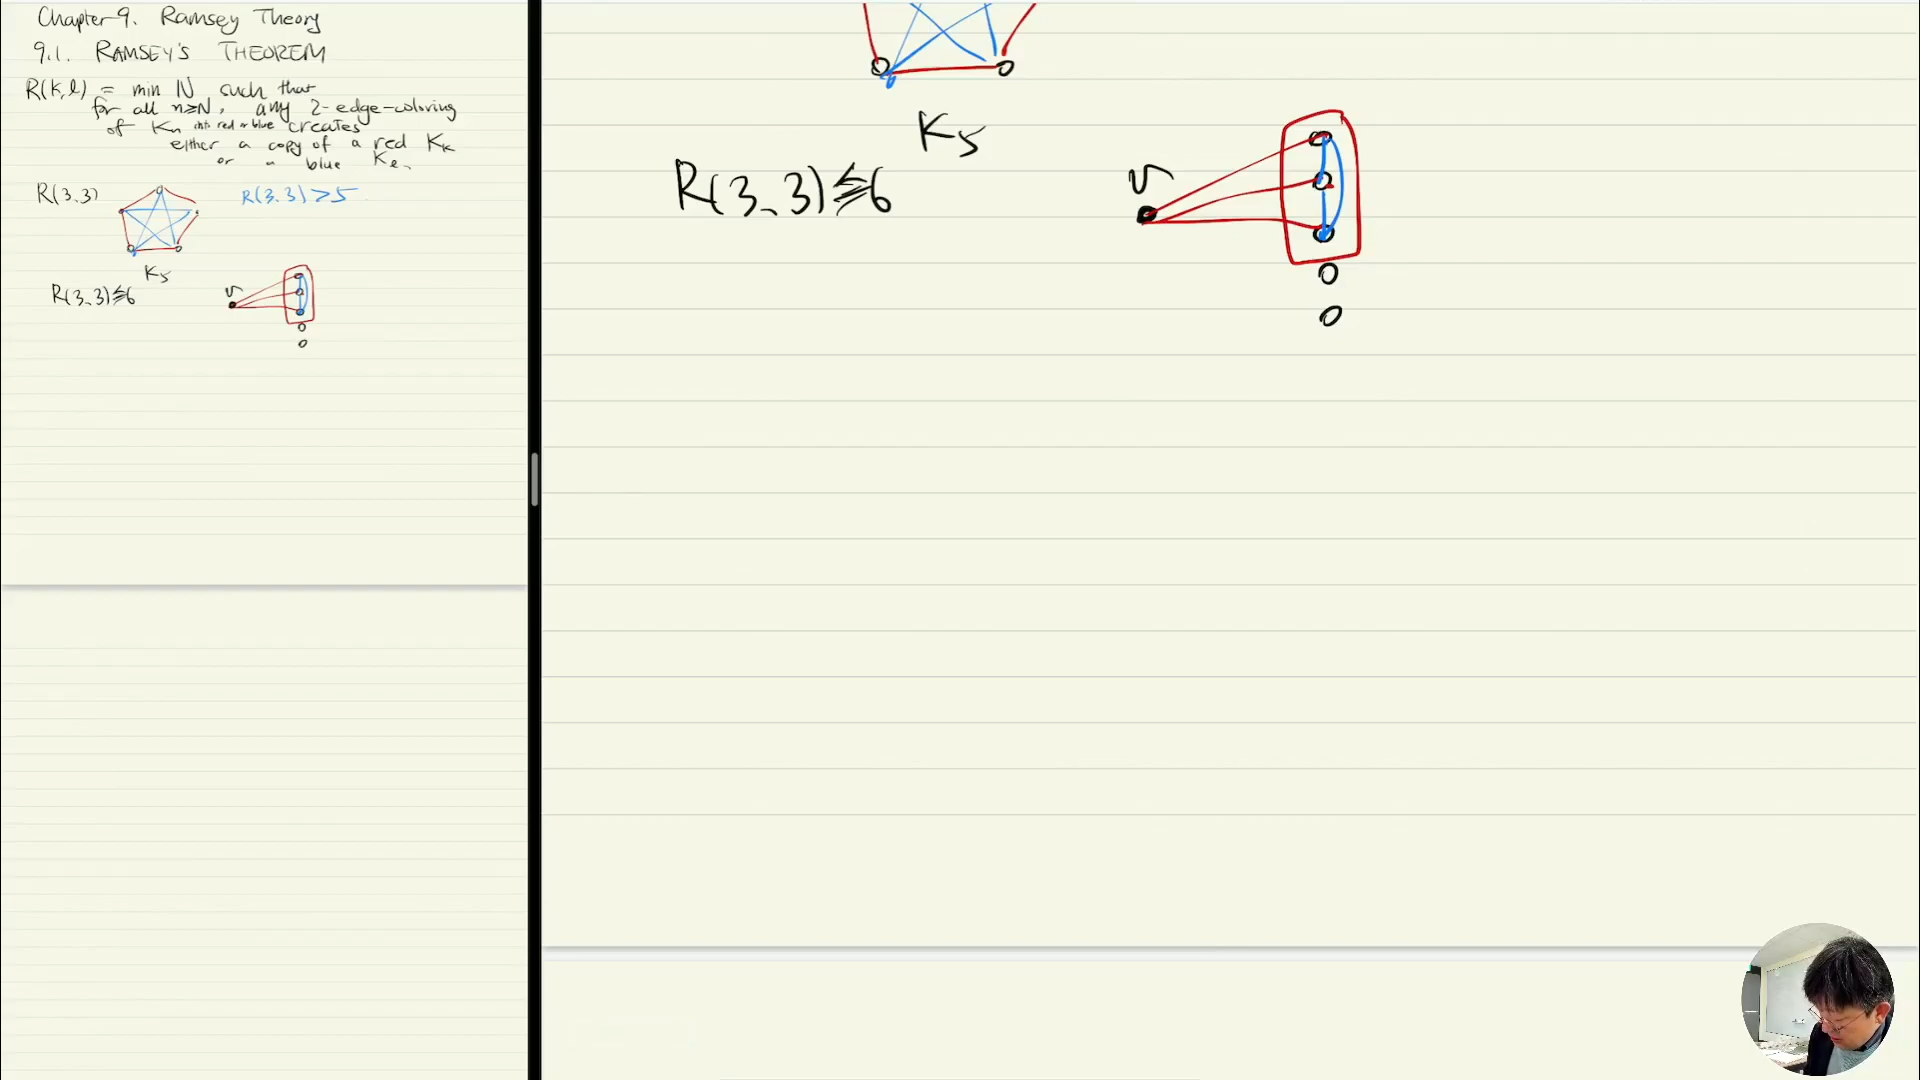 Chapter 9. Ramsey Theory
9.1. RAMSEY'S THEOREM
R(k,l) = min N such that
for all n≥N, any 2-edge-coloring
of Kn into red or blue creates
either a copy of a red Kk
or a blue Kl.
R(3,3)
R(3,3)>5
K5
R(3,3)≤6
v
K5
R(3,3)≤6
v